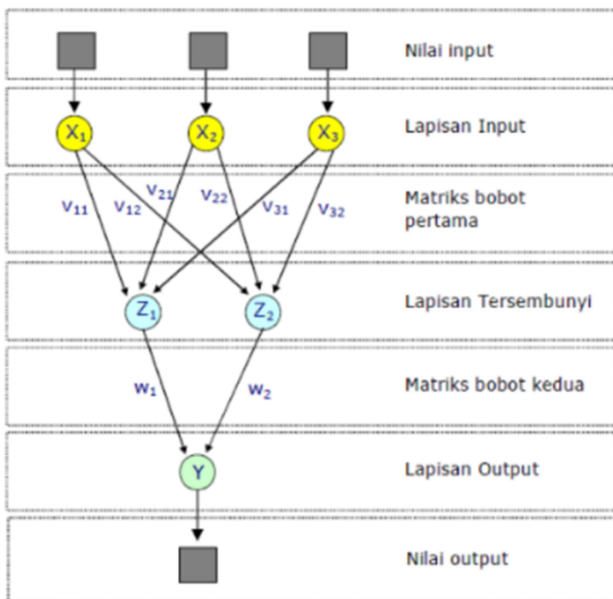 Nilai input
X₁ X₂ X₃ Lapisan Input
V₁₁ V₁₂ V₂₁ V₂₂ V₃₁ V₃₂ Matriks bobot
pertama
Z₁ Z₂ Lapisan Tersembunyi
w₁ w₂ Matriks bobot kedua
Y Lapisan Output
Nilai output